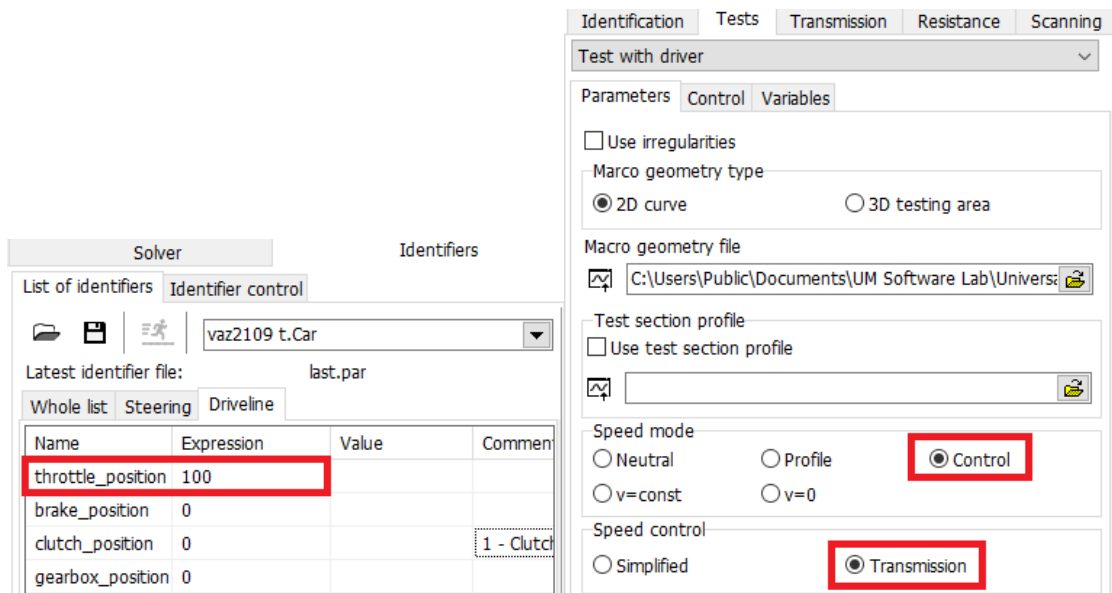 Solver Identifiers
List of identifiers Identifier control
vaz2109 t.Car
Latest identifier file: last.par
Whole list Steering Driveline
Name Expression Value Comment
throttle_position 100
brake_position 0
clutch_position 0 1 - Clutch
gearbox_position 0
Identification Tests Transmission Resistance Scanning
Test with driver
Parameters Control Variables
Use irregularities
Marco geometry type
2D curve 3D testing area
Macro geometry file
C:\Users\Public\Documents\UM Software Lab\Universa
Test section profile
Use test section profile
Speed mode
Neutral Profile Control
v=const v=0
Speed control
Simplified Transmission